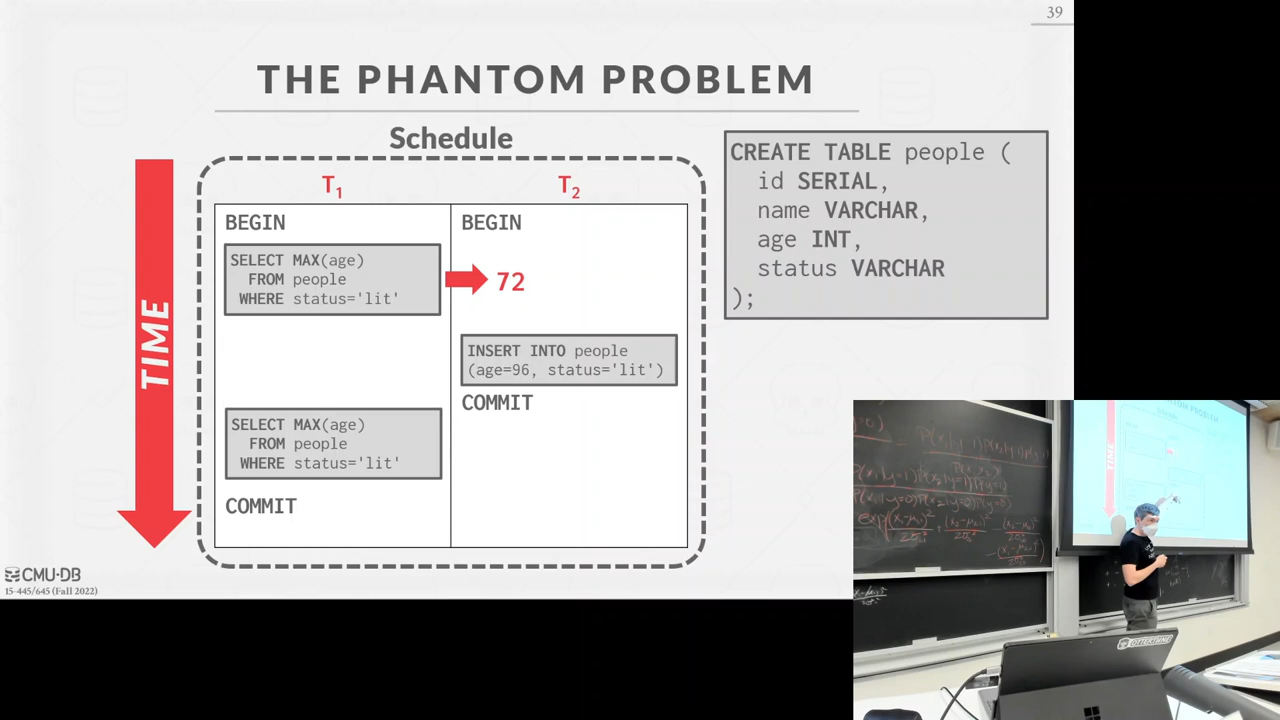 39
THE PHANTOM PROBLEM
Schedule
TIME
T1
T2
BEGIN
BEGIN
SELECT MAX(age)
FROM people
WHERE status='lit'
72
INSERT INTO people
(age=96, status='lit')
COMMIT
SELECT MAX(age)
FROM people
WHERE status='lit'
COMMIT
CREATE TABLE people (
id SERIAL,
name VARCHAR,
age INT,
status VARCHAR
);
CMU·DB
15-445/645 (Fall 2022)
TIME